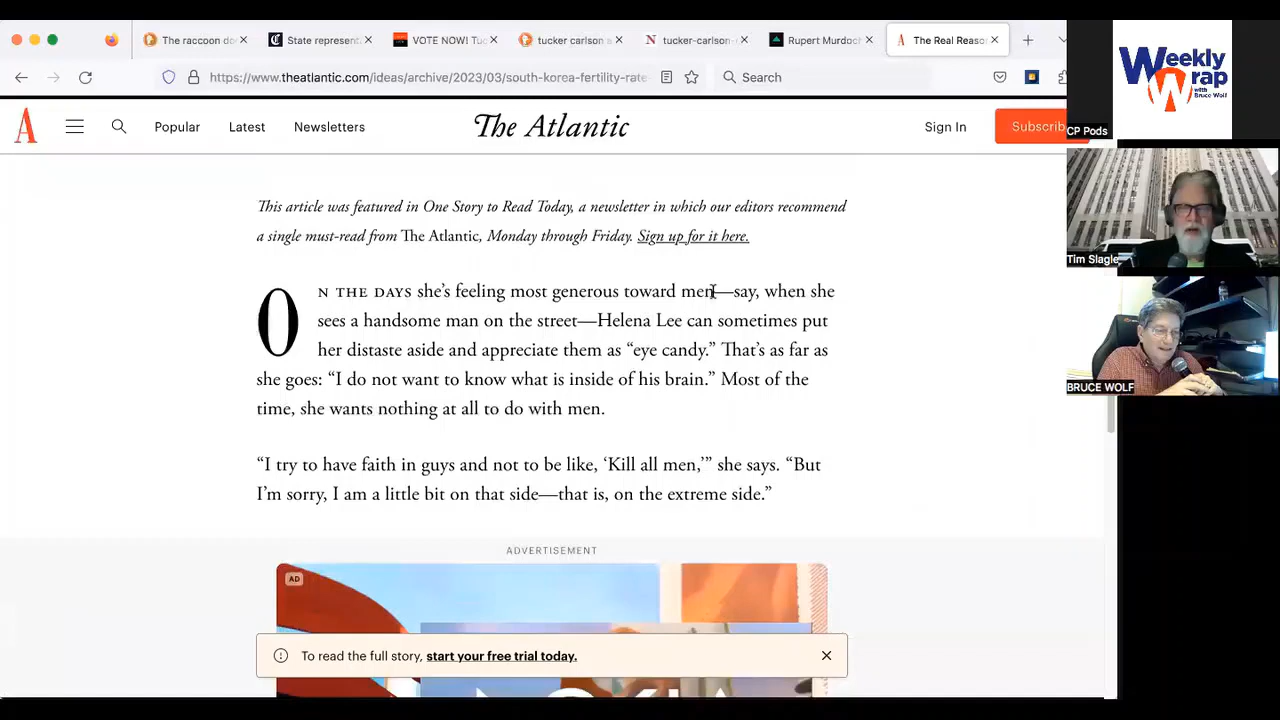 The raccoon do
State represent
VOTE NOW! Tuc
tucker carlson a
tucker-carlson-
Rupert Murdoch
The Real Reaso
https://www.theatlantic.com/ideas/archive/2023/03/south-korea-fertility-rate-
Search
Popular
Latest
Newsletters
The Atlantic
Sign In
Subscrib
This article was featured in One Story to Read Today, a newsletter in which our editors recommend
a single must-read from The Atlantic, Monday through Friday. Sign up for it here.
ON THE DAYS she's feeling most generous toward men—say, when she
sees a handsome man on the street—Helena Lee can sometimes put
her distaste aside and appreciate them as “eye candy.” That's as far as
she goes: “I do not want to know what is inside of his brain.” Most of the
time, she wants nothing at all to do with men.
“I try to have faith in guys and not to be like, ‘Kill all men,’” she says. “But
I'm sorry, I am a little bit on that side—that is, on the extreme side.”
ADVERTISEMENT
AD
To read the full story, start your free trial today.
Weekly
Wrap
with
Bruce Wolf
CP Pods
Tim Slagle
BRUCE WOLF